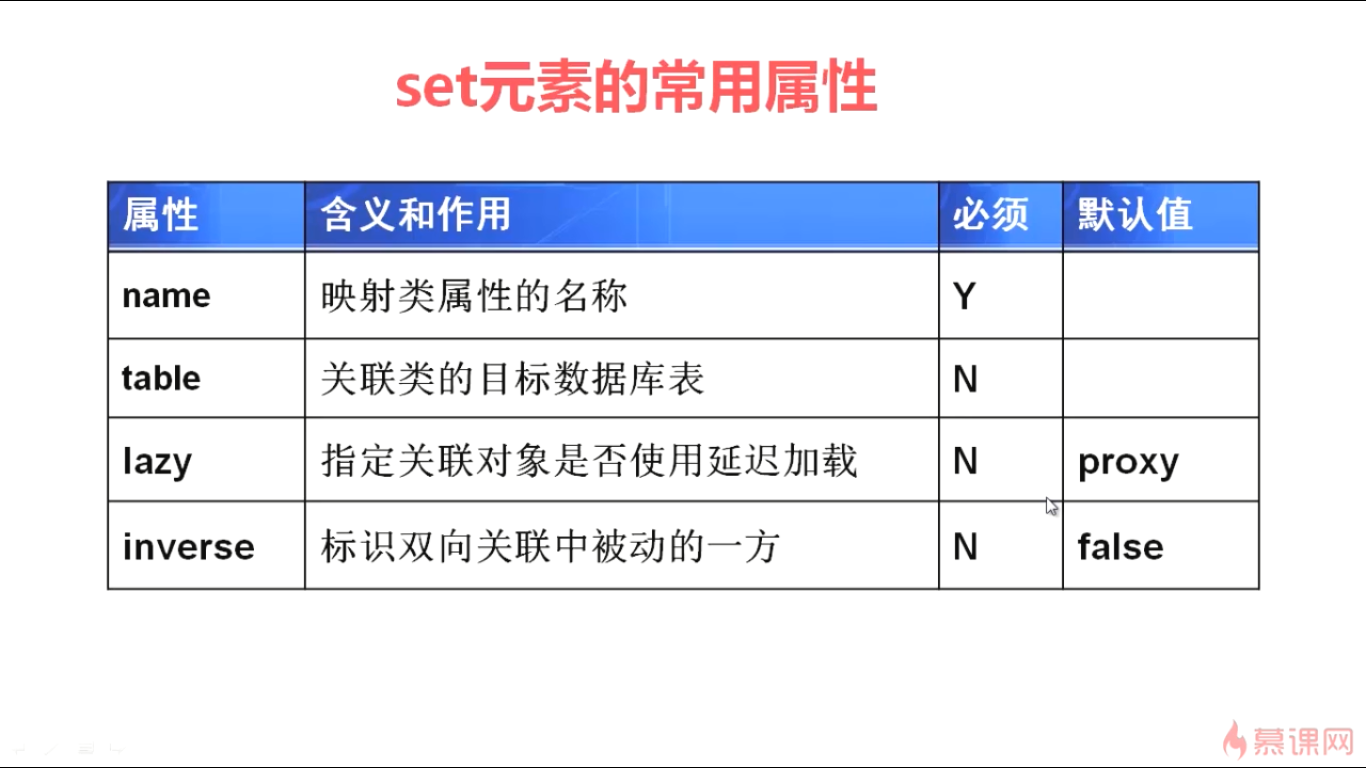 set元素的常用属性
属性 含义和作用 必须 默认值
name 映射类属性的名称 Y
table 关联类的目标数据库表 N
lazy 指定关联对象是否使用延迟加载 N proxy
inverse 标识双向关联中被动的一方 N false
慕课网